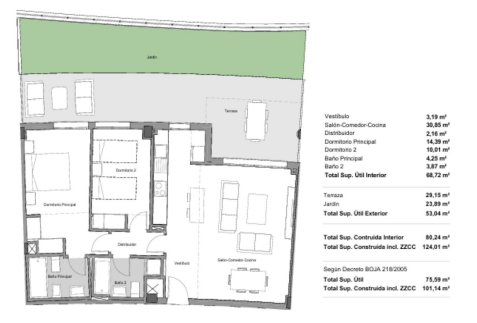 Jardín
Terraza
Dormitorio 2
Dormitorio Principal
Distribuidor
Vestíbulo
Salón-Comedor-Cocina
Baño Principal
Baño 2
Vestíbulo 3,19 m²
Salón-Comedor-Cocina 30,85 m²
Distribuidor 2,16 m²
Dormitorio Principal 14,39 m²
Dormitorio 2 10,01 m²
Baño Principal 4,25 m²
Baño 2 3,87 m²
Total Sup. Útil Interior 68,72 m²
Terraza 29,15 m²
Jardín 23,89 m²
Total Sup. Útil Exterior 53,04 m²
Total Sup. Contruida Interior 80,24 m²
Total Sup. Construida incl. ZZCC 124,01 m²
Según Decreto BOJA 218/2005
Total Sup. Útil 75,59 m²
Total Sup. Construida incl. ZZCC 101,14 m²